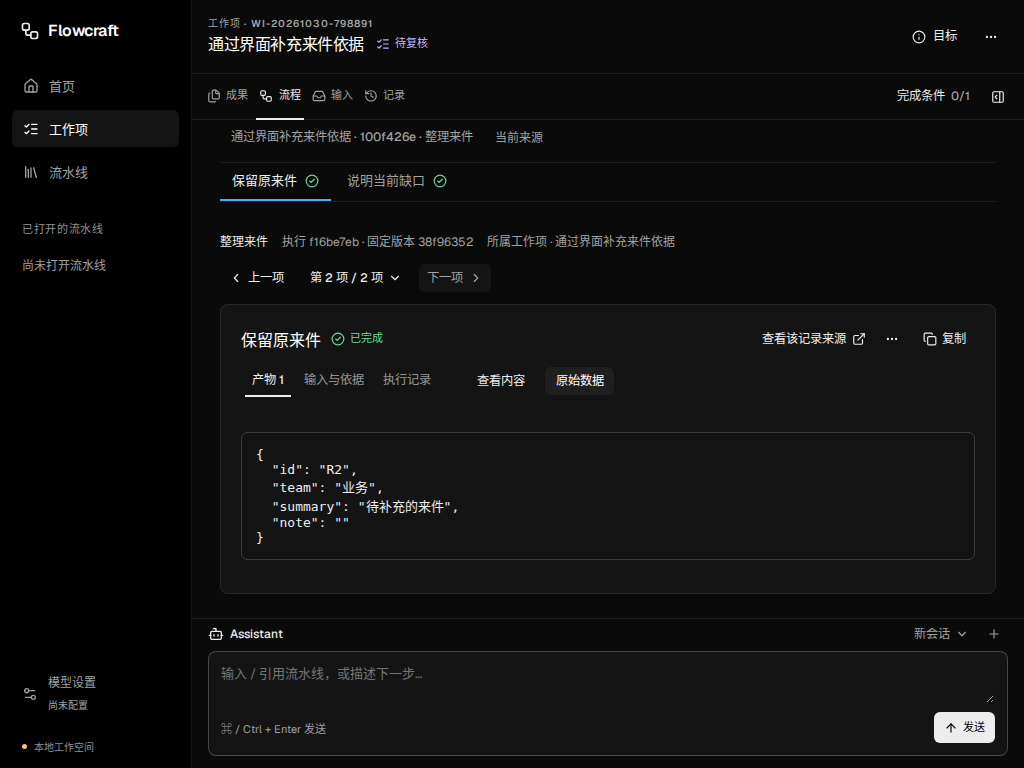 Flowcraft
首页
工作项
流水线
已打开的流水线
尚未打开流水线
模型设置
尚未配置
本地工作空间
工作项 · WI-20261030-798891
通过界面补充来件依据 待复核
目标
成果 流程 输入 记录
完成条件 0/1
通过界面补充来件依据 · 100f426e · 整理来件 当前来源
保留原来件 说明当前缺口
整理来件 执行 f16be7eb · 固定版本 38f96352 所属工作项 · 通过界面补充来件依据
上一项 第 2 项 / 2 项 下一项
保留原来件 已完成
查看该记录来源 复制
产物 1 输入与依据 执行记录 查看内容 原始数据
{
"id": "R2",
"team": "业务",
"summary": "待补充的来件",
"note": ""
}
Assistant
新会话
输入 / 引用流水线，或描述下一步…
⌘ / Ctrl + Enter 发送
发送